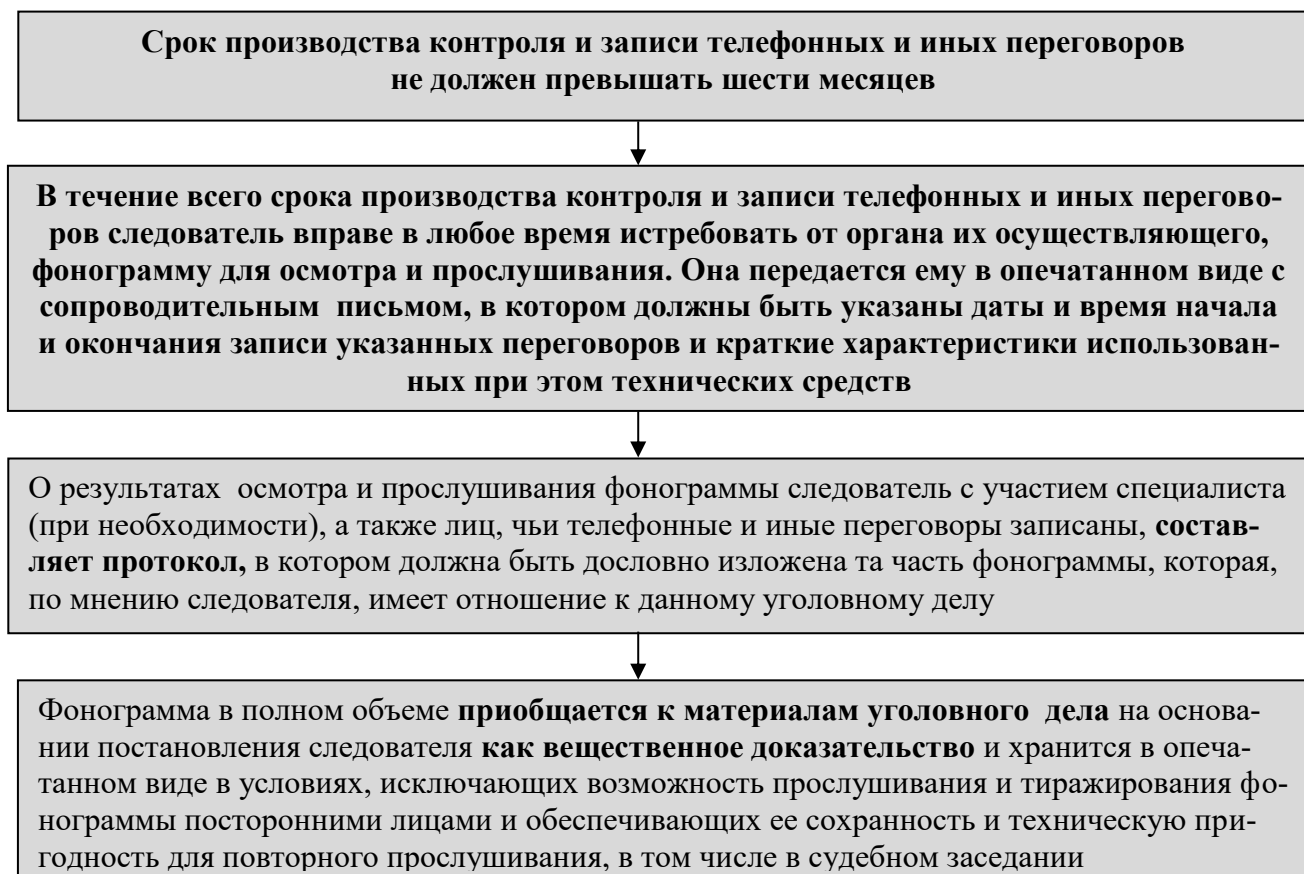 Срок производства контроля и записи телефонных и иных переговоров
не должен превышать шести месяцев
В течение всего срока производства контроля и записи телефонных и иных перегово-
ров следователь вправе в любое время истребовать от органа их осуществляющего,
фонограмму для осмотра и прослушивания. Она передается ему в опечатанном виде с
сопроводительным письмом, в котором должны быть указаны даты и время начала
и окончания записи указанных переговоров и краткие характеристики использован-
ных при этом технических средств
О результатах осмотра и прослушивания фонограммы следователь с участием специалиста
(при необходимости), а также лиц, чьи телефонные и иные переговоры записаны, состав-
ляет протокол, в котором должна быть дословно изложена та часть фонограммы, которая,
по мнению следователя, имеет отношение к данному уголовному делу
Фонограмма в полном объеме приобщается к материалам уголовного дела на основа-
нии постановления следователя как вещественное доказательство и хранится в опеча-
танном виде в условиях, исключающих возможность прослушивания и тиражирования фо-
нограммы посторонними лицами и обеспечивающих ее сохранность и техническую при-
годность для повторного прослушивания, в том числе в судебном заседании